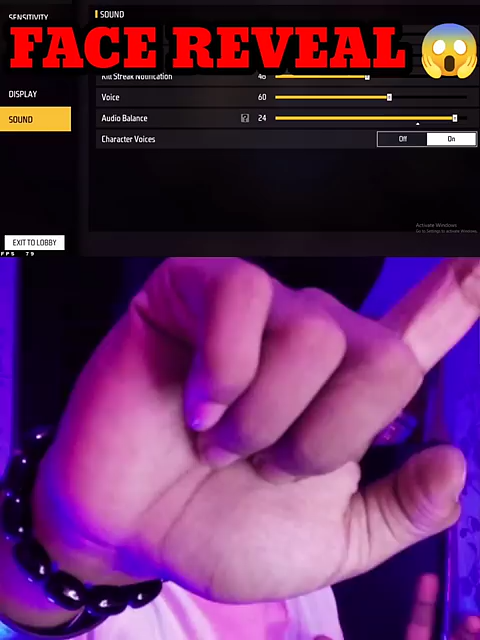 SENSITIVITY
SOUND
FACE REVEAL
Kill Streak Notification 48
DISPLAY
Voice 60
SOUND
Audio Balance ? 24
Character Voices Off On
Activate Windows
Go to Settings to activate Windows.
EXIT TO LOBBY
FPS 79